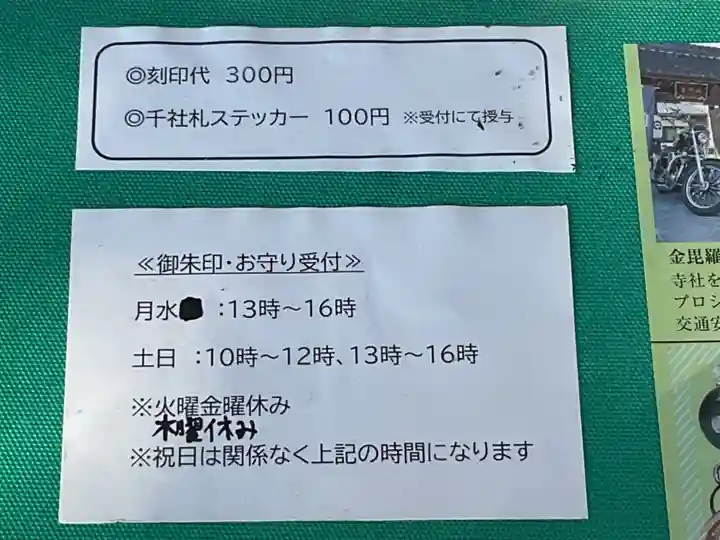 ◎刻印代 300円
◎千社札ステッカー 100円 ※受付にて授与
≪御朱印・お守り受付≫
月水 :13時～16時
土日 :10時～12時、13時～16時
※火曜金曜休み
木曜休み
※祝日は関係なく上記の時間になります
金毘羅
寺社を
プロジ
交通安